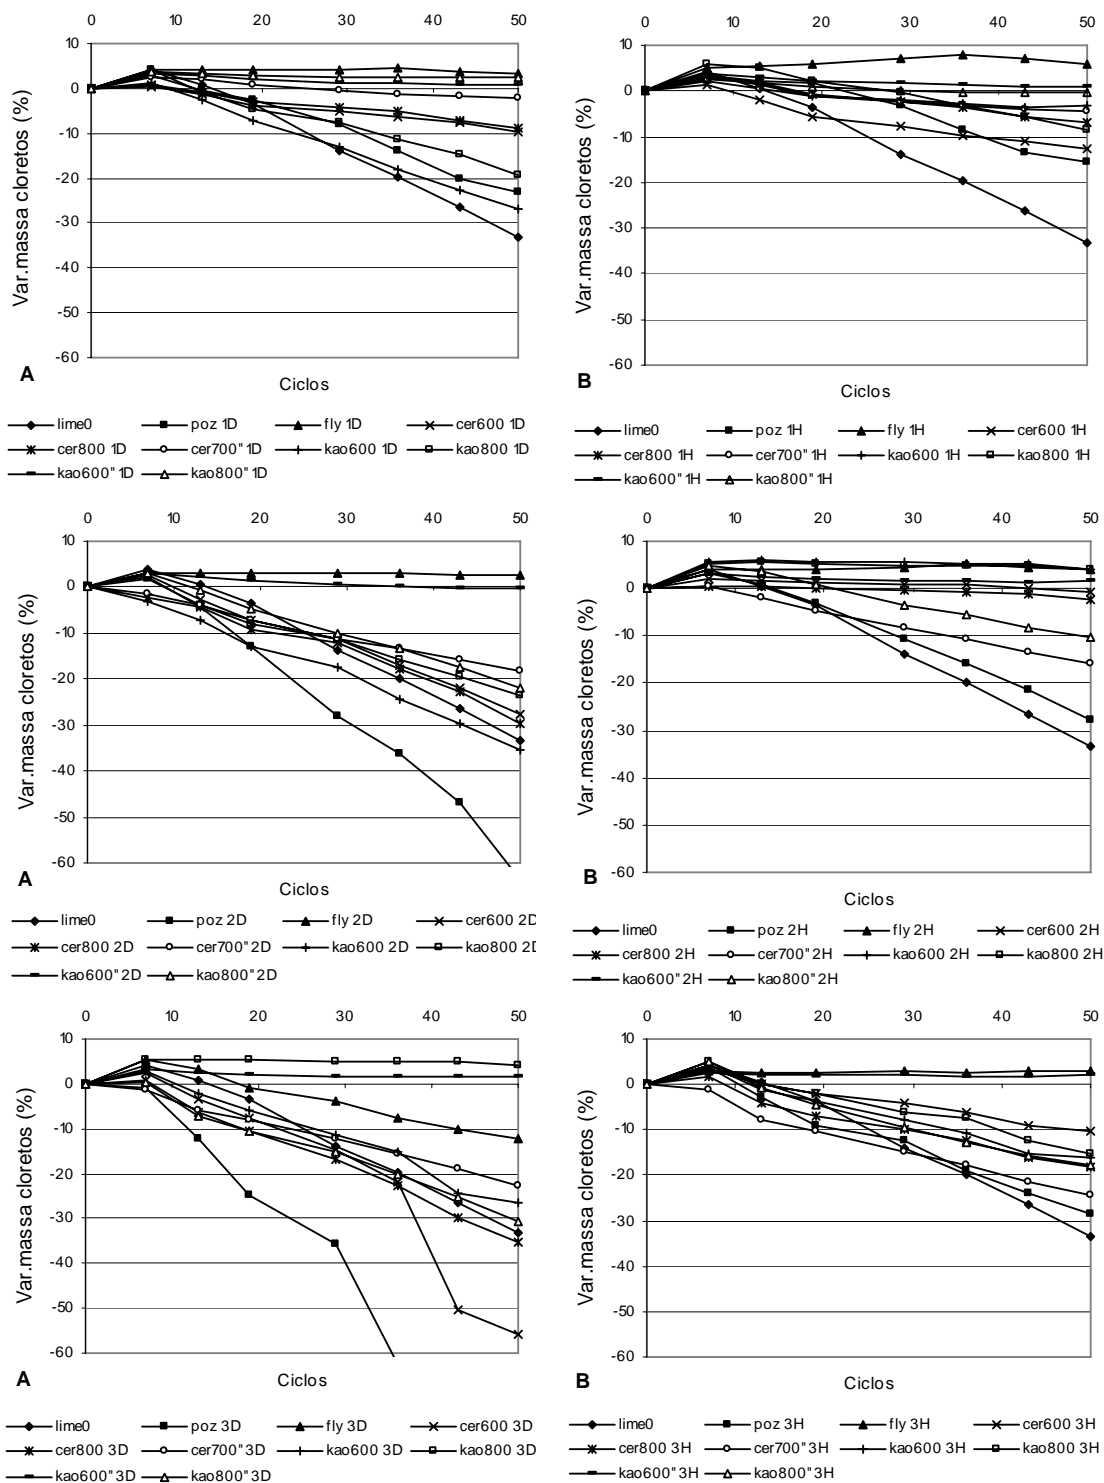 0 10 20 30 40 50
10
0
-10
-20
-30
-40
-50
-60
Var.massa cloretos (%)
A
Ciclos
lime0 poz 1D fly 1D cer600 1D
cer800 1D cer700" 1D kao600 1D kao800 1D
kao600" 1D kao800" 1D
0 10 20 30 40 50
10
0
-10
-20
-30
-40
-50
-60
Var.massa cloretos (%)
B
Ciclos
lime0 poz 1H fly 1H cer600 1H
cer800 1H cer700" 1H kao600 1H kao800 1H
kao600" 1H kao800" 1H
0 10 20 30 40 50
10
0
-10
-20
-30
-40
-50
-60
Var.massa cloretos (%)
A
Ciclos
lime0 poz 2D fly 2D cer600 2D
cer800 2D cer700" 2D kao600 2D kao800 2D
kao600" 2D kao800" 2D
0 10 20 30 40 50
10
0
-10
-20
-30
-40
-50
-60
Var.massa cloretos (%)
B
Ciclos
lime0 poz 2H fly 2H cer600 2H
cer800 2H cer700" 2H kao600 2H kao800 2H
kao600" 2H kao800" 2H
0 10 20 30 40 50
10
0
-10
-20
-30
-40
-50
-60
Var.massa cloretos (%)
A
Ciclos
lime0 poz 3D fly 3D cer600 3D
cer800 3D cer700" 3D kao600 3D kao800 3D
kao600" 3D kao800" 3D
0 10 20 30 40 50
10
0
-10
-20
-30
-40
-50
-60
Var.massa cloretos (%)
B
Ciclos
lime0 poz 3H fly 3H cer600 3H
cer800 3H cer700" 3H kao600 3H kao800 3H
kao600" 3H kao800" 3H